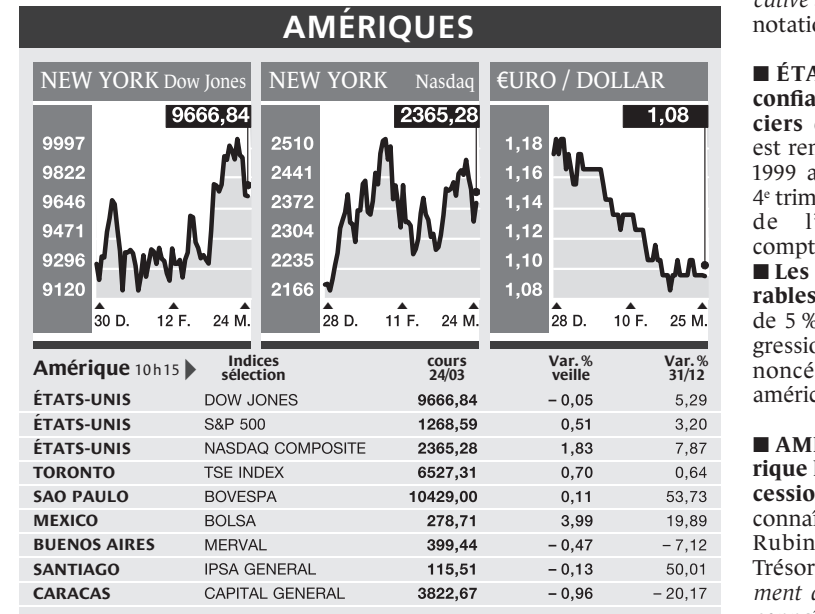 AMÉRIQUES
NEW YORK Dow Jones
9666,84
9997
9822
9646
9471
9296
9120
30 D. 12 F. 24 M.
NEW YORK Nasdaq
2365,28
2510
2441
2372
2304
2235
2166
28 D. 11 F. 24 M.
€URO / DOLLAR
1,08
1,18
1,16
1,14
1,12
1,10
1,08
28 D. 10 F. 25 M.
Amérique 10h15 Indices sélection cours 24/03 Var. % veille Var. % 31/12
ÉTATS-UNIS DOW JONES 9666,84 – 0,05 5,29
ÉTATS-UNIS S&P 500 1268,59 0,51 3,20
ÉTATS-UNIS NASDAQ COMPOSITE 2365,28 1,83 7,87
TORONTO TSE INDEX 6527,31 0,70 0,64
SAO PAULO BOVESPA 10429,00 0,11 53,73
MEXICO BOLSA 278,71 3,99 19,89
BUENOS AIRES MERVAL 399,44 – 0,47 – 7,12
SANTIAGO IPSA GENERAL 115,51 – 0,13 50,01
CARACAS CAPITAL GENERAL 3822,67 – 0,96 – 20,17
cative
notatio
■ ÉTA
confia
ciers
est ren
1999 a
4e trim
de l'
compt
■ Les
rables
de 5 %
gressio
noncé
améric
■ AMÉ
rique l
cessio
connaî
Rubin
Trésor
ment d